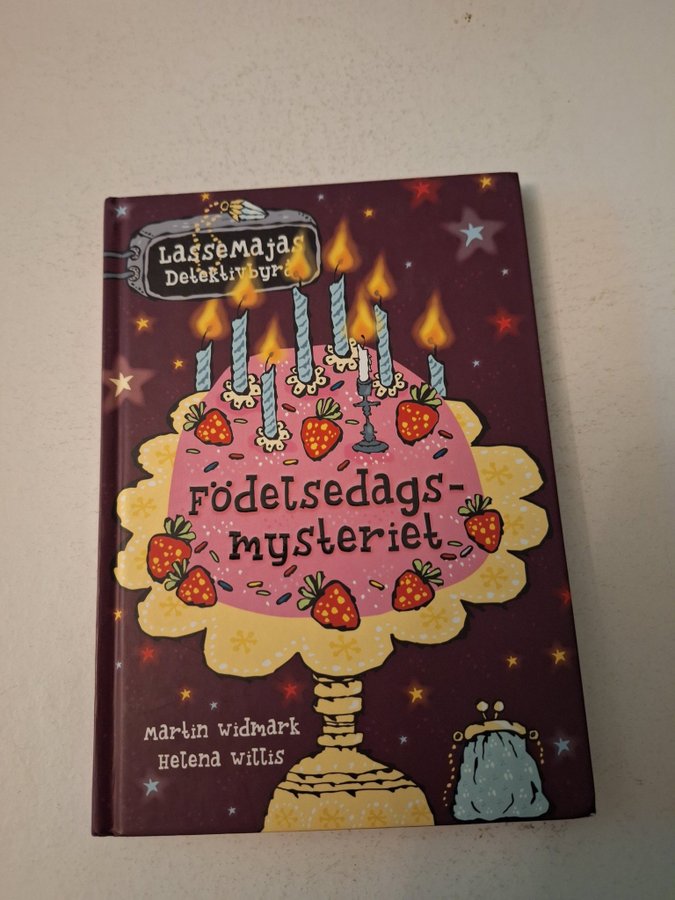 LasseMajas
Detektivbyrå
Födelsedags-
mysteriet
Martin Widmark
Helena Willis